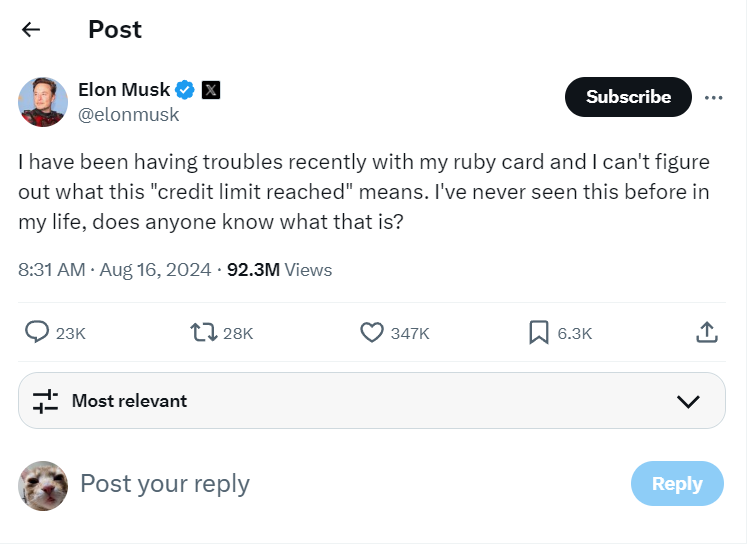 Post
Elon Musk
@elonmusk
Subscribe
I have been having troubles recently with my ruby card and I can't figure
out what this "credit limit reached" means. I've never seen this before in
my life, does anyone know what that is?
8:31 AM · Aug 16, 2024 · 92.3M Views
23K 28K 347K 6.3K
Most relevant
Post your reply
Reply